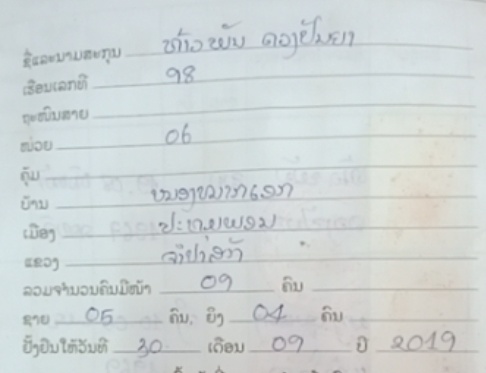 ຊື່ແລະນາມສະກຸນ ທ້າວ ພັນ ດວງປັນຍາ
ເຮືອນເລກທີ 98
ຖະໜົນສາຍ
ໜ່ວຍ 06
ຄຸ້ມ
ບ້ານ ໜອງໝາກແຊກ
ເມືອງ ປະທຸມພອນ
ແຂວງ ຈຳປາສັກ
ລວມຈຳນວນຄົນມີໜ້າ 09 ຄົນ
ຊາຍ 05 ຄົນ, ຍິງ 04 ຄົນ
ປັ້ງປຶ້ມໃຫ້ວັນທີ 30 ເດືອນ 09 ປີ 2019